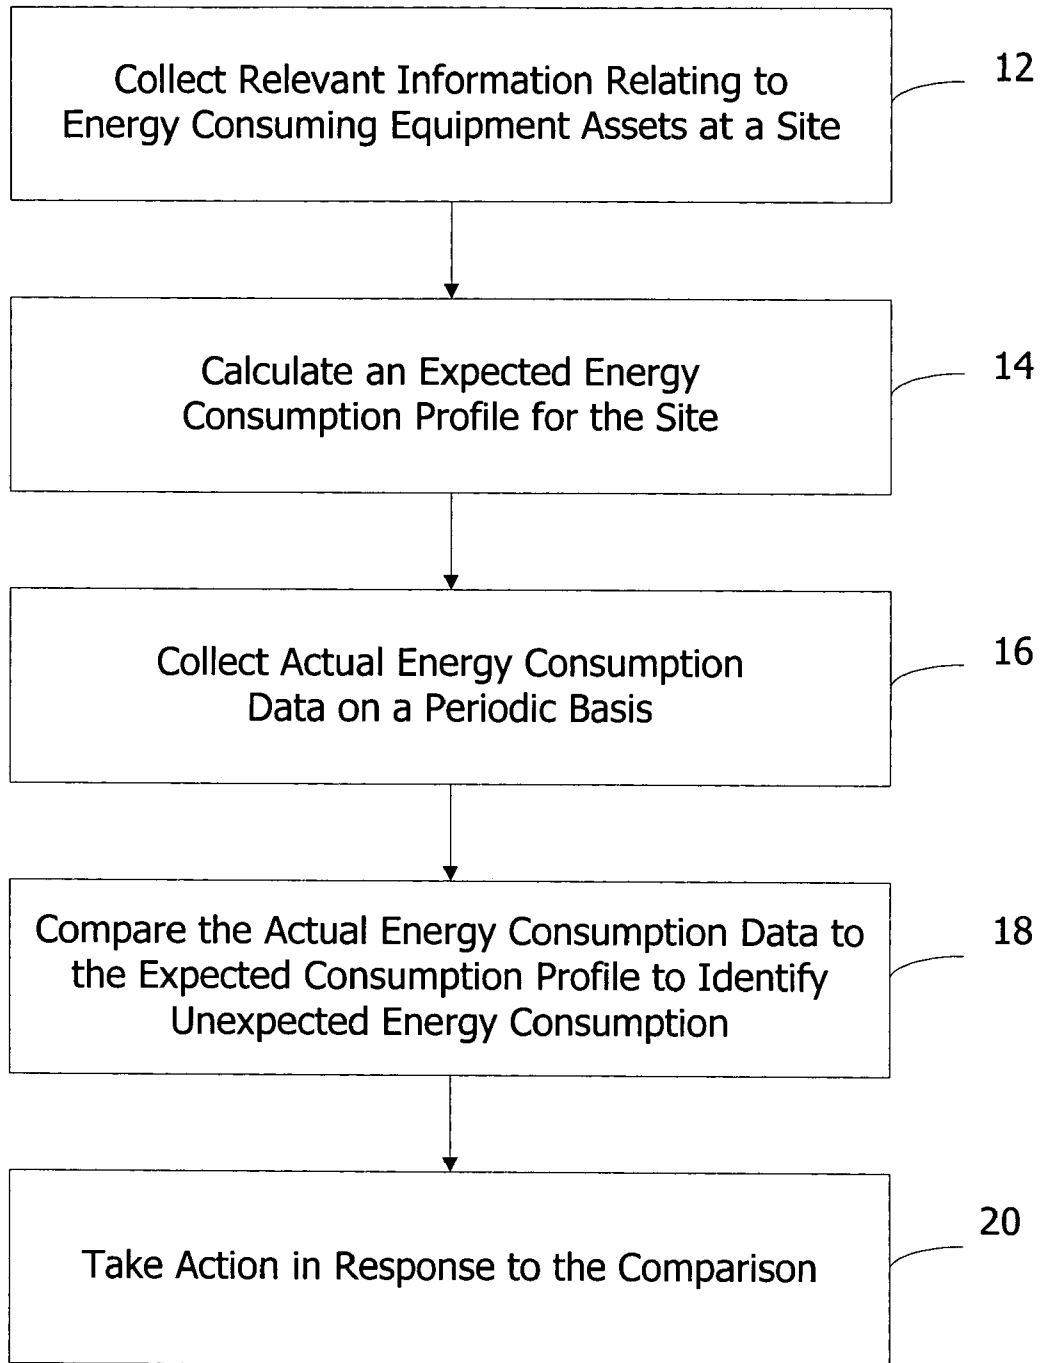 Collect Relevant Information Relating to
Energy Consuming Equipment Assets at a Site
12
Calculate an Expected Energy
Consumption Profile for the Site
14
Collect Actual Energy Consumption
Data on a Periodic Basis
16
Compare the Actual Energy Consumption Data to
the Expected Consumption Profile to Identify
Unexpected Energy Consumption
18
Take Action in Response to the Comparison
20